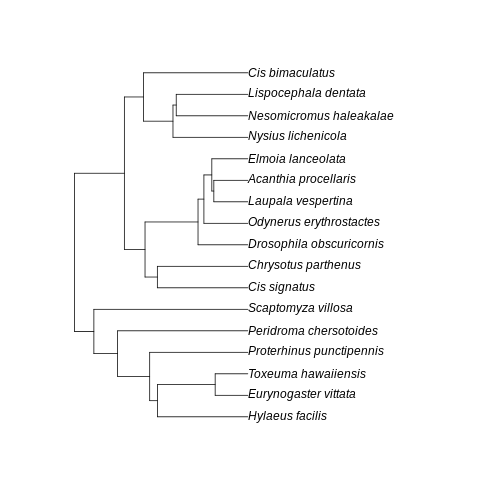 Cis bimaculatus
Lispocephala dentata
Nesomicromus haleakalae
Nysius lichenicola
Elmoia lanceolata
Acanthia procellaris
Laupala vespertina
Odynerus erythrostactes
Drosophila obscuricornis
Chrysotus parthenus
Cis signatus
Scaptomyza villosa
Peridroma chersotoides
Proterhinus punctipennis
Toxeuma hawaiiensis
Eurynogaster vittata
Hylaeus facilis